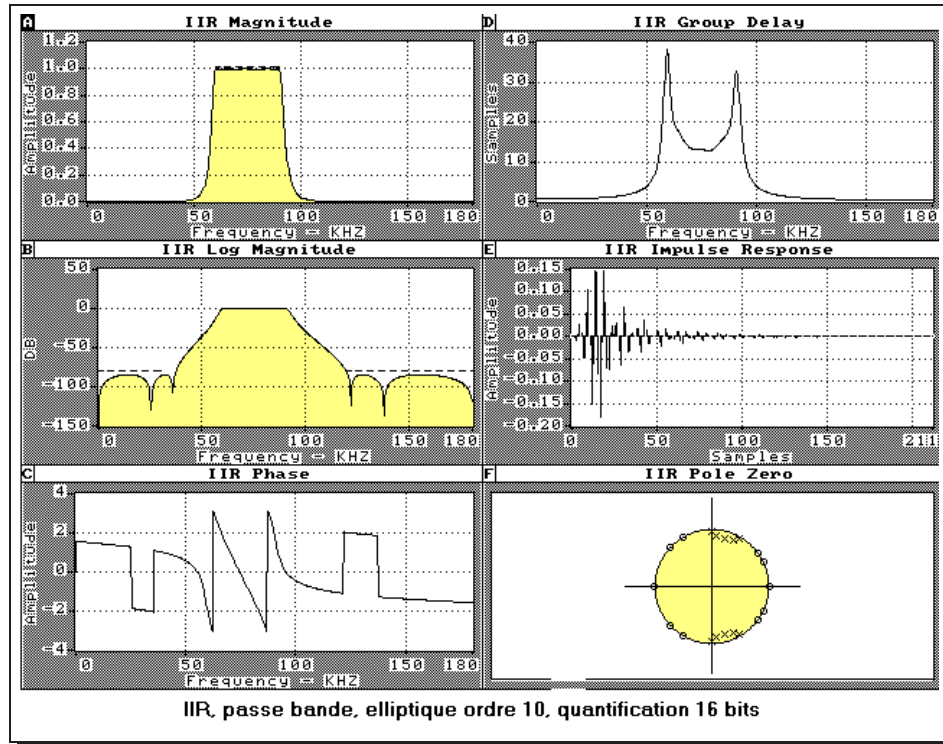 A IIR Magnitude
Amplitude
1.2
1.0
0.8
0.6
0.4
0.2
0.0
0 50 100 150 180
Frequency - KHZ
D IIR Group Delay
Samples
40
30
20
10
0
0 50 100 150 180
Frequency - KHZ
B IIR Log Magnitude
DB
50
0
-50
-100
-150
0 50 100 150 180
Frequency - KHZ
E IIR Impulse Response
Amplitude
0.15
0.10
0.05
0.00
-0.05
-0.10
-0.15
-0.20
0 50 100 150
Samples
C IIR Phase
Amplitude
4
2
0
-2
-4
0 50 100 150 180
Frequency - KHZ
F IIR Pole Zero
IIR, passe bande, elliptique ordre 10, quantification 16 bits